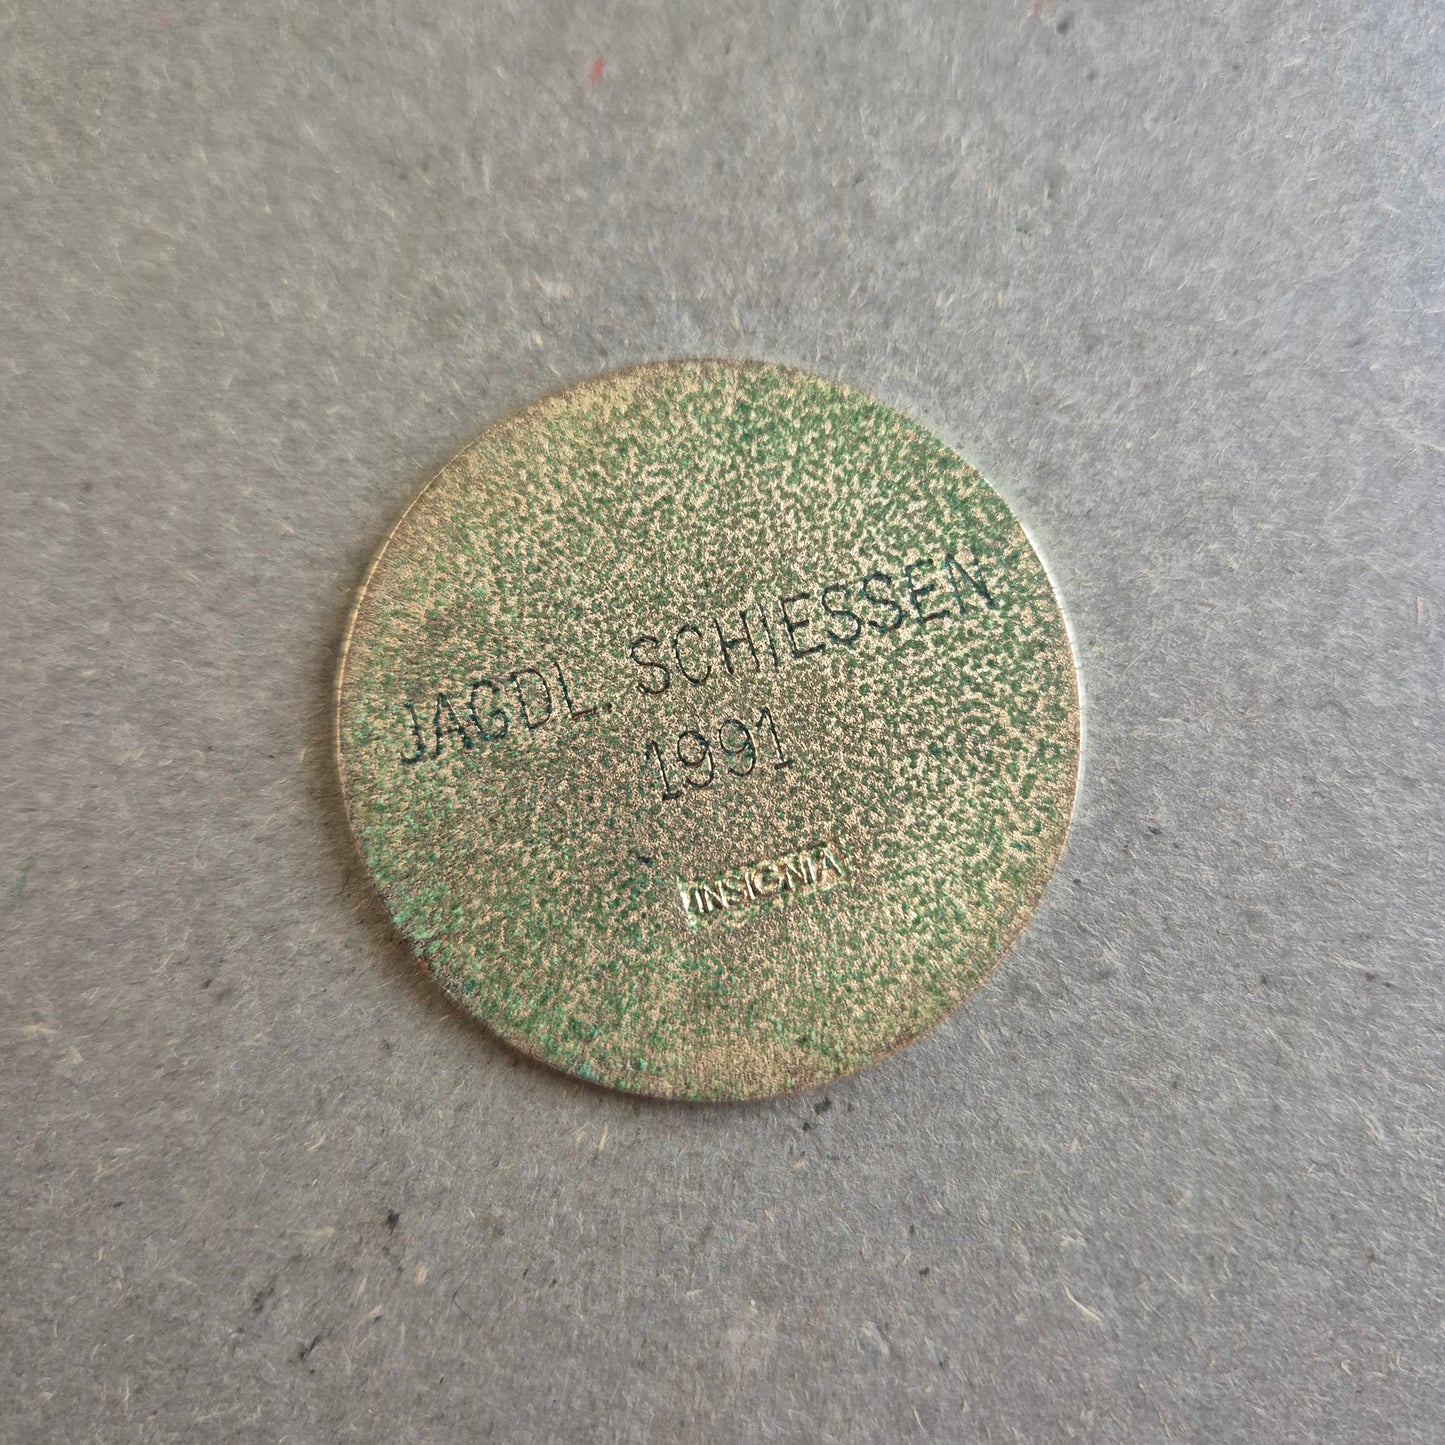 JAGDL. SCHIESSEN
1991
INSIGNIA